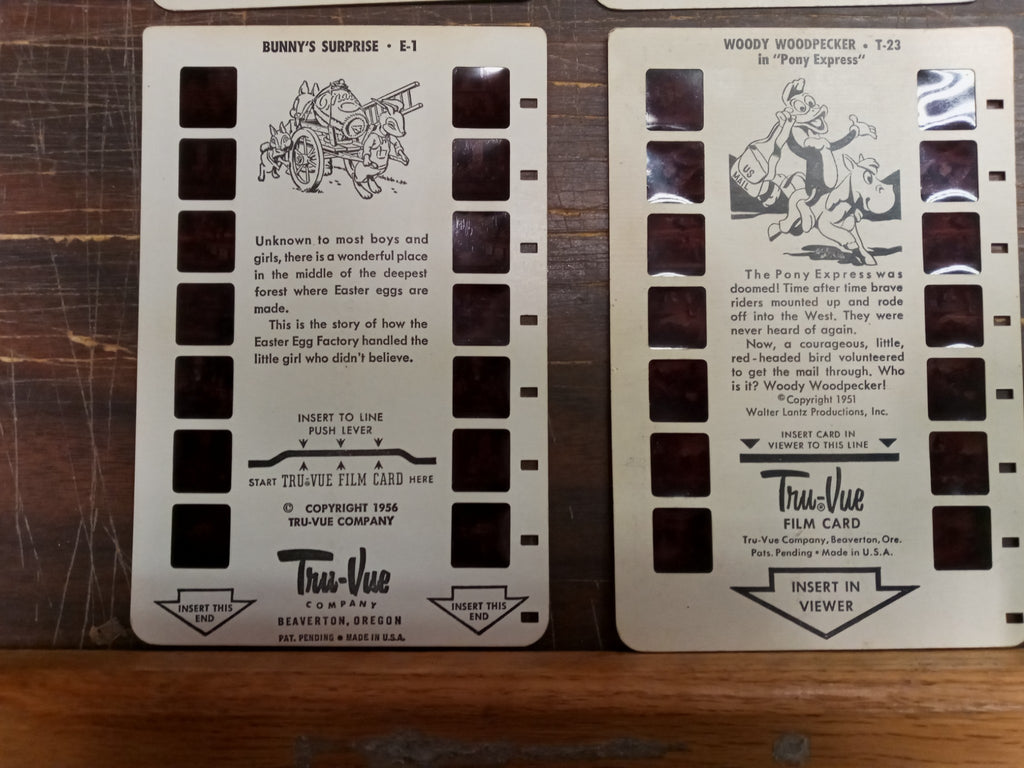 BUNNY'S SURPRISE • E-1
Unknown to most boys and
girls, there is a wonderful place
in the middle of the deepest
forest where Easter eggs are
made.
This is the story of how the
Easter Egg Factory handled the
little girl who didn't believe.
INSERT TO LINE
PUSH LEVER
START TRU-VUE FILM CARD HERE
© COPYRIGHT 1956
TRU-VUE COMPANY
Tru-Vue
COMPANY
BEAVERTON, OREGON
PAT. PENDING • MADE IN U.S.A.
INSERT THIS
END
INSERT THIS
END
WOODY WOODPECKER • T-23
in "Pony Express"
US
MAIL
The Pony Express was
doomed! Time after time brave
riders mounted up and rode
off into the West. They were
never heard of again.
Now, a courageous, little,
red-headed bird volunteered
to get the mail through. Who
is it? Woody Woodpecker!
© Copyright 1951
Walter Lantz Productions, Inc.
INSERT CARD IN
VIEWER TO THIS LINE
Tru-Vue
®
FILM CARD
Tru-Vue Company, Beaverton, Ore.
Pats. Pending • Made in U.S.A.
INSERT IN
VIEWER